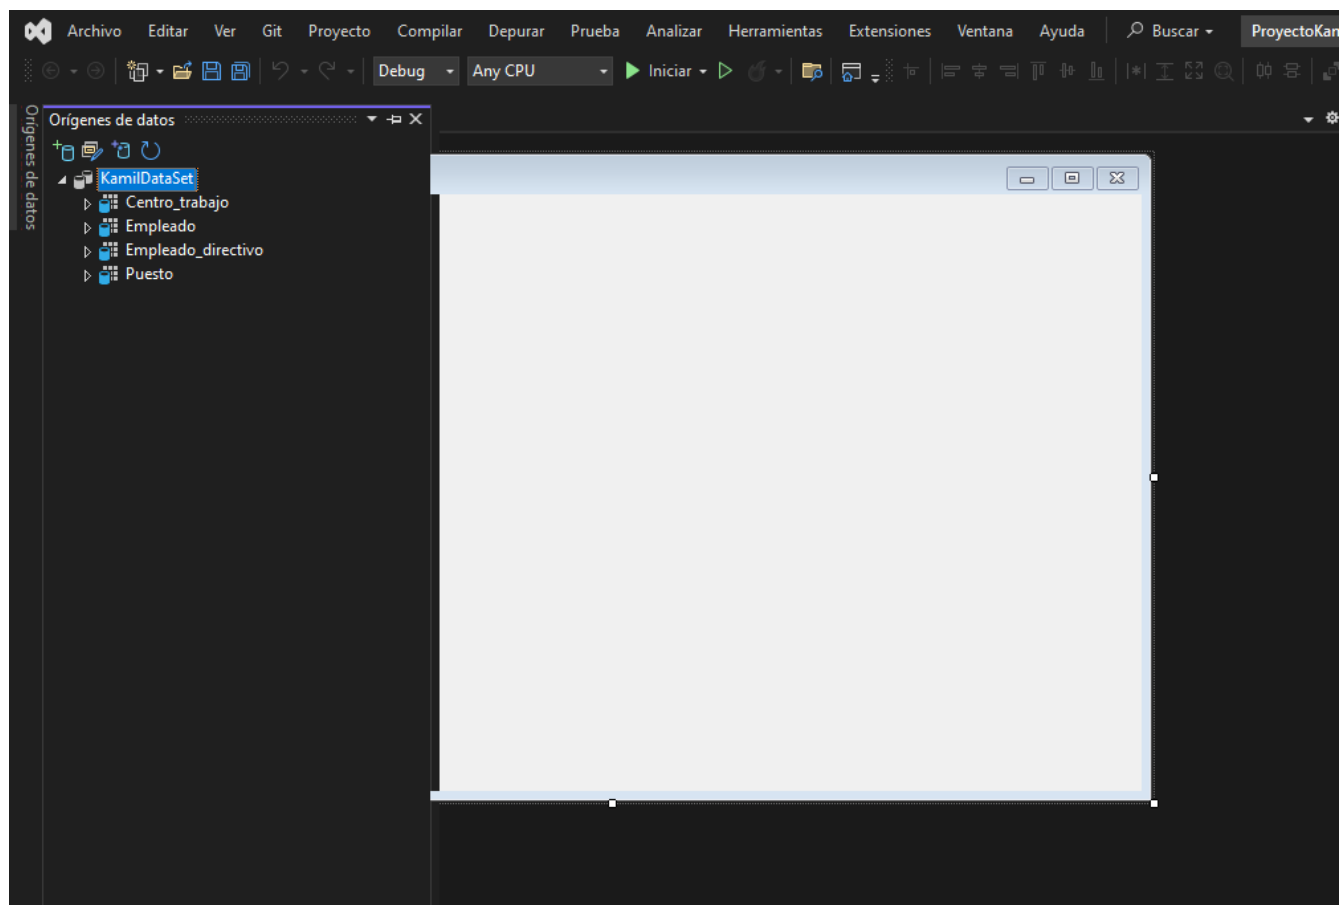 Archivo Editar Ver Git Proyecto Compilar Depurar Prueba Analizar Herramientas Extensiones Ventana Ayuda Buscar ProyectoKam
Debug Any CPU Iniciar
Orígenes de datos
Orígenes de datos
KamilDataSet
Centro_trabajo
Empleado
Empleado_directivo
Puesto